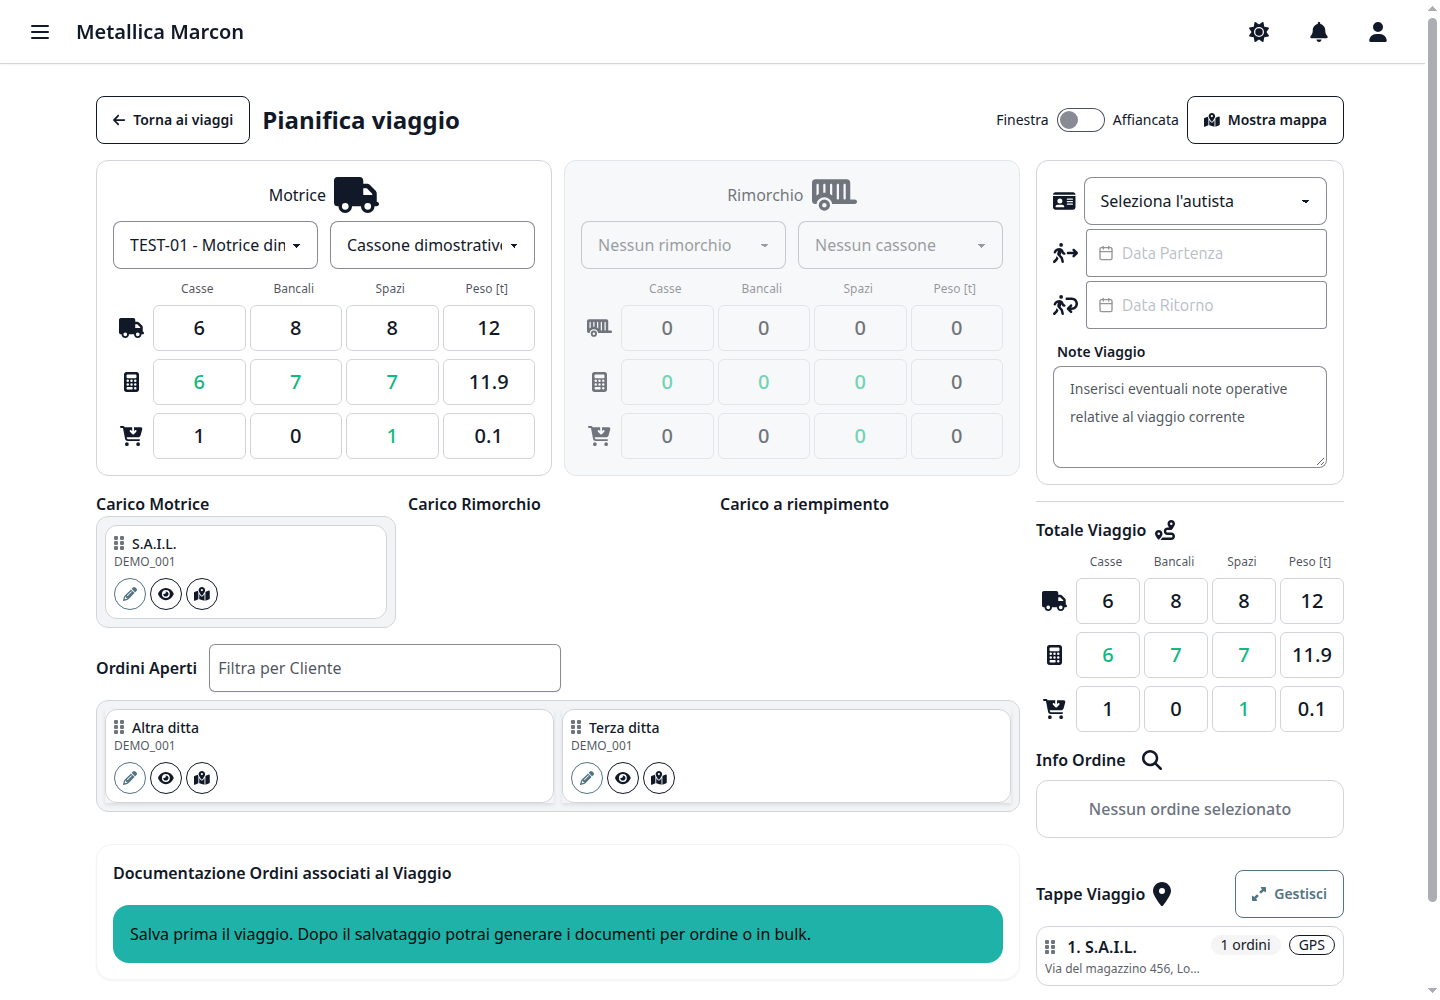 Metallica Marcon
Torna ai viaggi
Pianifica viaggio
Finestra
Affiancata
Mostra mappa
Motrice
TEST-01 - Motrice din
Cassone dimostrativo
Casse Bancali Spazi Peso [t]
6 8 8 12
6 7 7 11.9
1 0 1 0.1
Rimorchio
Nessun rimorchio
Nessun cassone
Casse Bancali Spazi Peso [t]
0 0 0 0
0 0 0 0
0 0 0 0
Seleziona l'autista
Data Partenza
Data Ritorno
Note Viaggio
Inserisci eventuali note operative
relative al viaggio corrente
Carico Motrice
Carico Rimorchio
Carico a riempimento
S.A.I.L.
DEMO_001
Ordini Aperti
Filtra per Cliente
Altra ditta
DEMO_001
Terza ditta
DEMO_001
Documentazione Ordini associati al Viaggio
Salva prima il viaggio. Dopo il salvataggio potrai generare i documenti per ordine o in bulk.
Totale Viaggio
Casse Bancali Spazi Peso [t]
6 8 8 12
6 7 7 11.9
1 0 1 0.1
Info Ordine
Nessun ordine selezionato
Tappe Viaggio
Gestisci
1. S.A.I.L.
1 ordini
GPS
Via del magazzino 456, Lo...